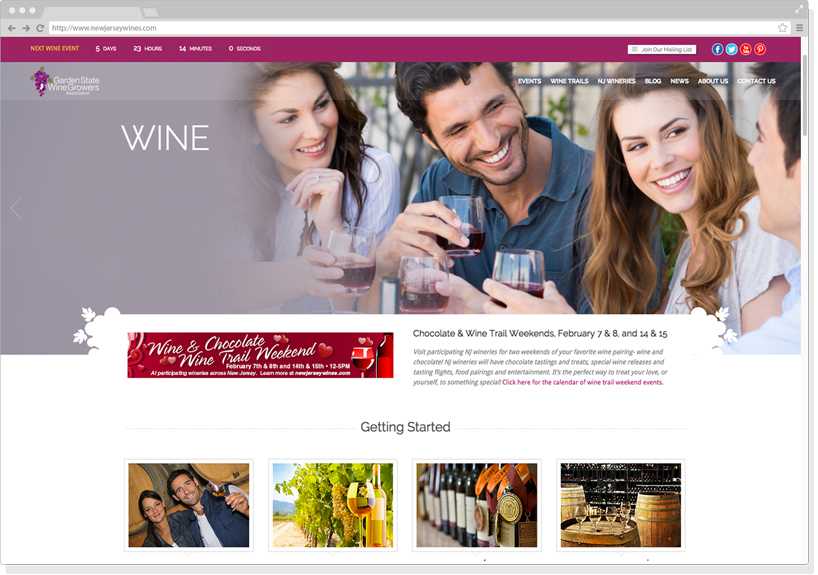 http://www.newjerseywines.com
NEXT WINE EVENT 5 DAYS 23 HOURS 14 MINUTES 0 SECONDS
Join Our Mailing List
Garden State
Wine Growers
Association
EVENTS WINE TRAILS NJ WINERIES BLOG NEWS ABOUT US CONTACT US
WINE
Wine & Chocolate
Wine Trail Weekend
February 7th & 8th and 14th & 15th • 12-5PM
At participating wineries across New Jersey. Learn more at newjerseywines.com
Chocolate & Wine Trail Weekends, February 7 & 8, and 14 & 15
Visit participating NJ wineries for two weekends of your favorite wine pairing- wine and
chocolate! NJ wineries will have chocolate tastings and treats, special wine releases and
tasting flights, food pairings and entertainment. It's the perfect way to treat your love, or
yourself, to something special! Click here for the calendar of wine trail weekend events.
Getting Started